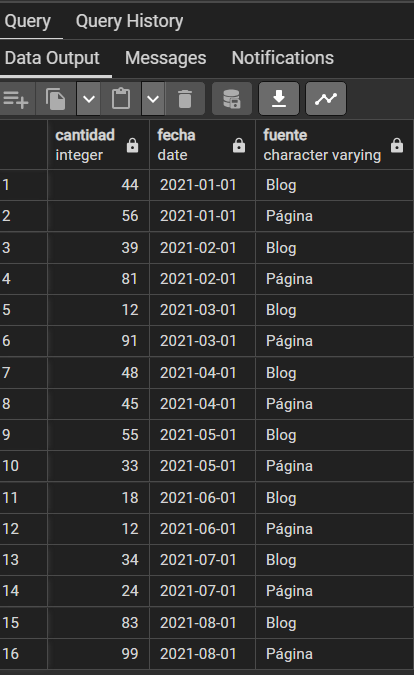 Query Query History
Data Output Messages Notifications
cantidad fecha fuente
integer date character varying
1 44 2021-01-01 Blog
2 56 2021-01-01 Página
3 39 2021-02-01 Blog
4 81 2021-02-01 Página
5 12 2021-03-01 Blog
6 91 2021-03-01 Página
7 48 2021-04-01 Blog
8 45 2021-04-01 Página
9 55 2021-05-01 Blog
10 33 2021-05-01 Página
11 18 2021-06-01 Blog
12 12 2021-06-01 Página
13 34 2021-07-01 Blog
14 24 2021-07-01 Página
15 83 2021-08-01 Blog
16 99 2021-08-01 Página